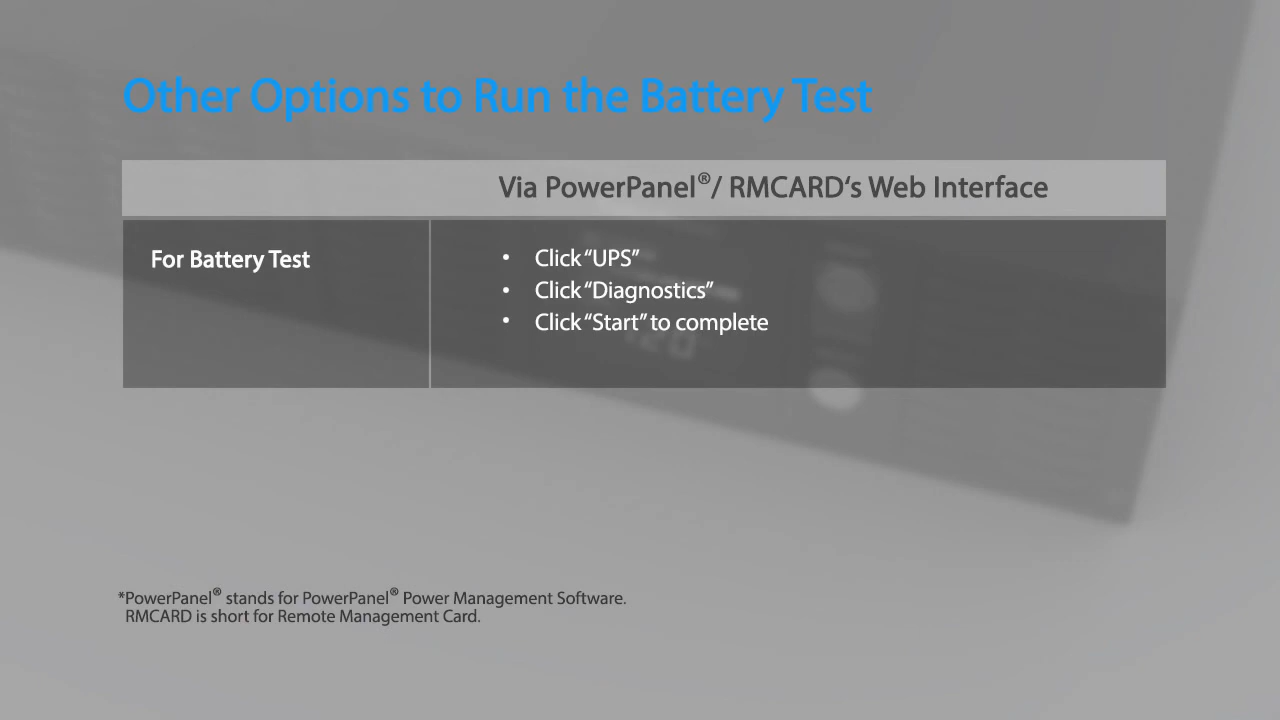 Other Options to Run the Battery Test
Via PowerPanel®/ RMCARD‘s Web Interface
For Battery Test
• Click “UPS”
• Click “Diagnostics”
• Click “Start” to complete
*PowerPanel® stands for PowerPanel® Power Management Software.
RMCARD is short for Remote Management Card.